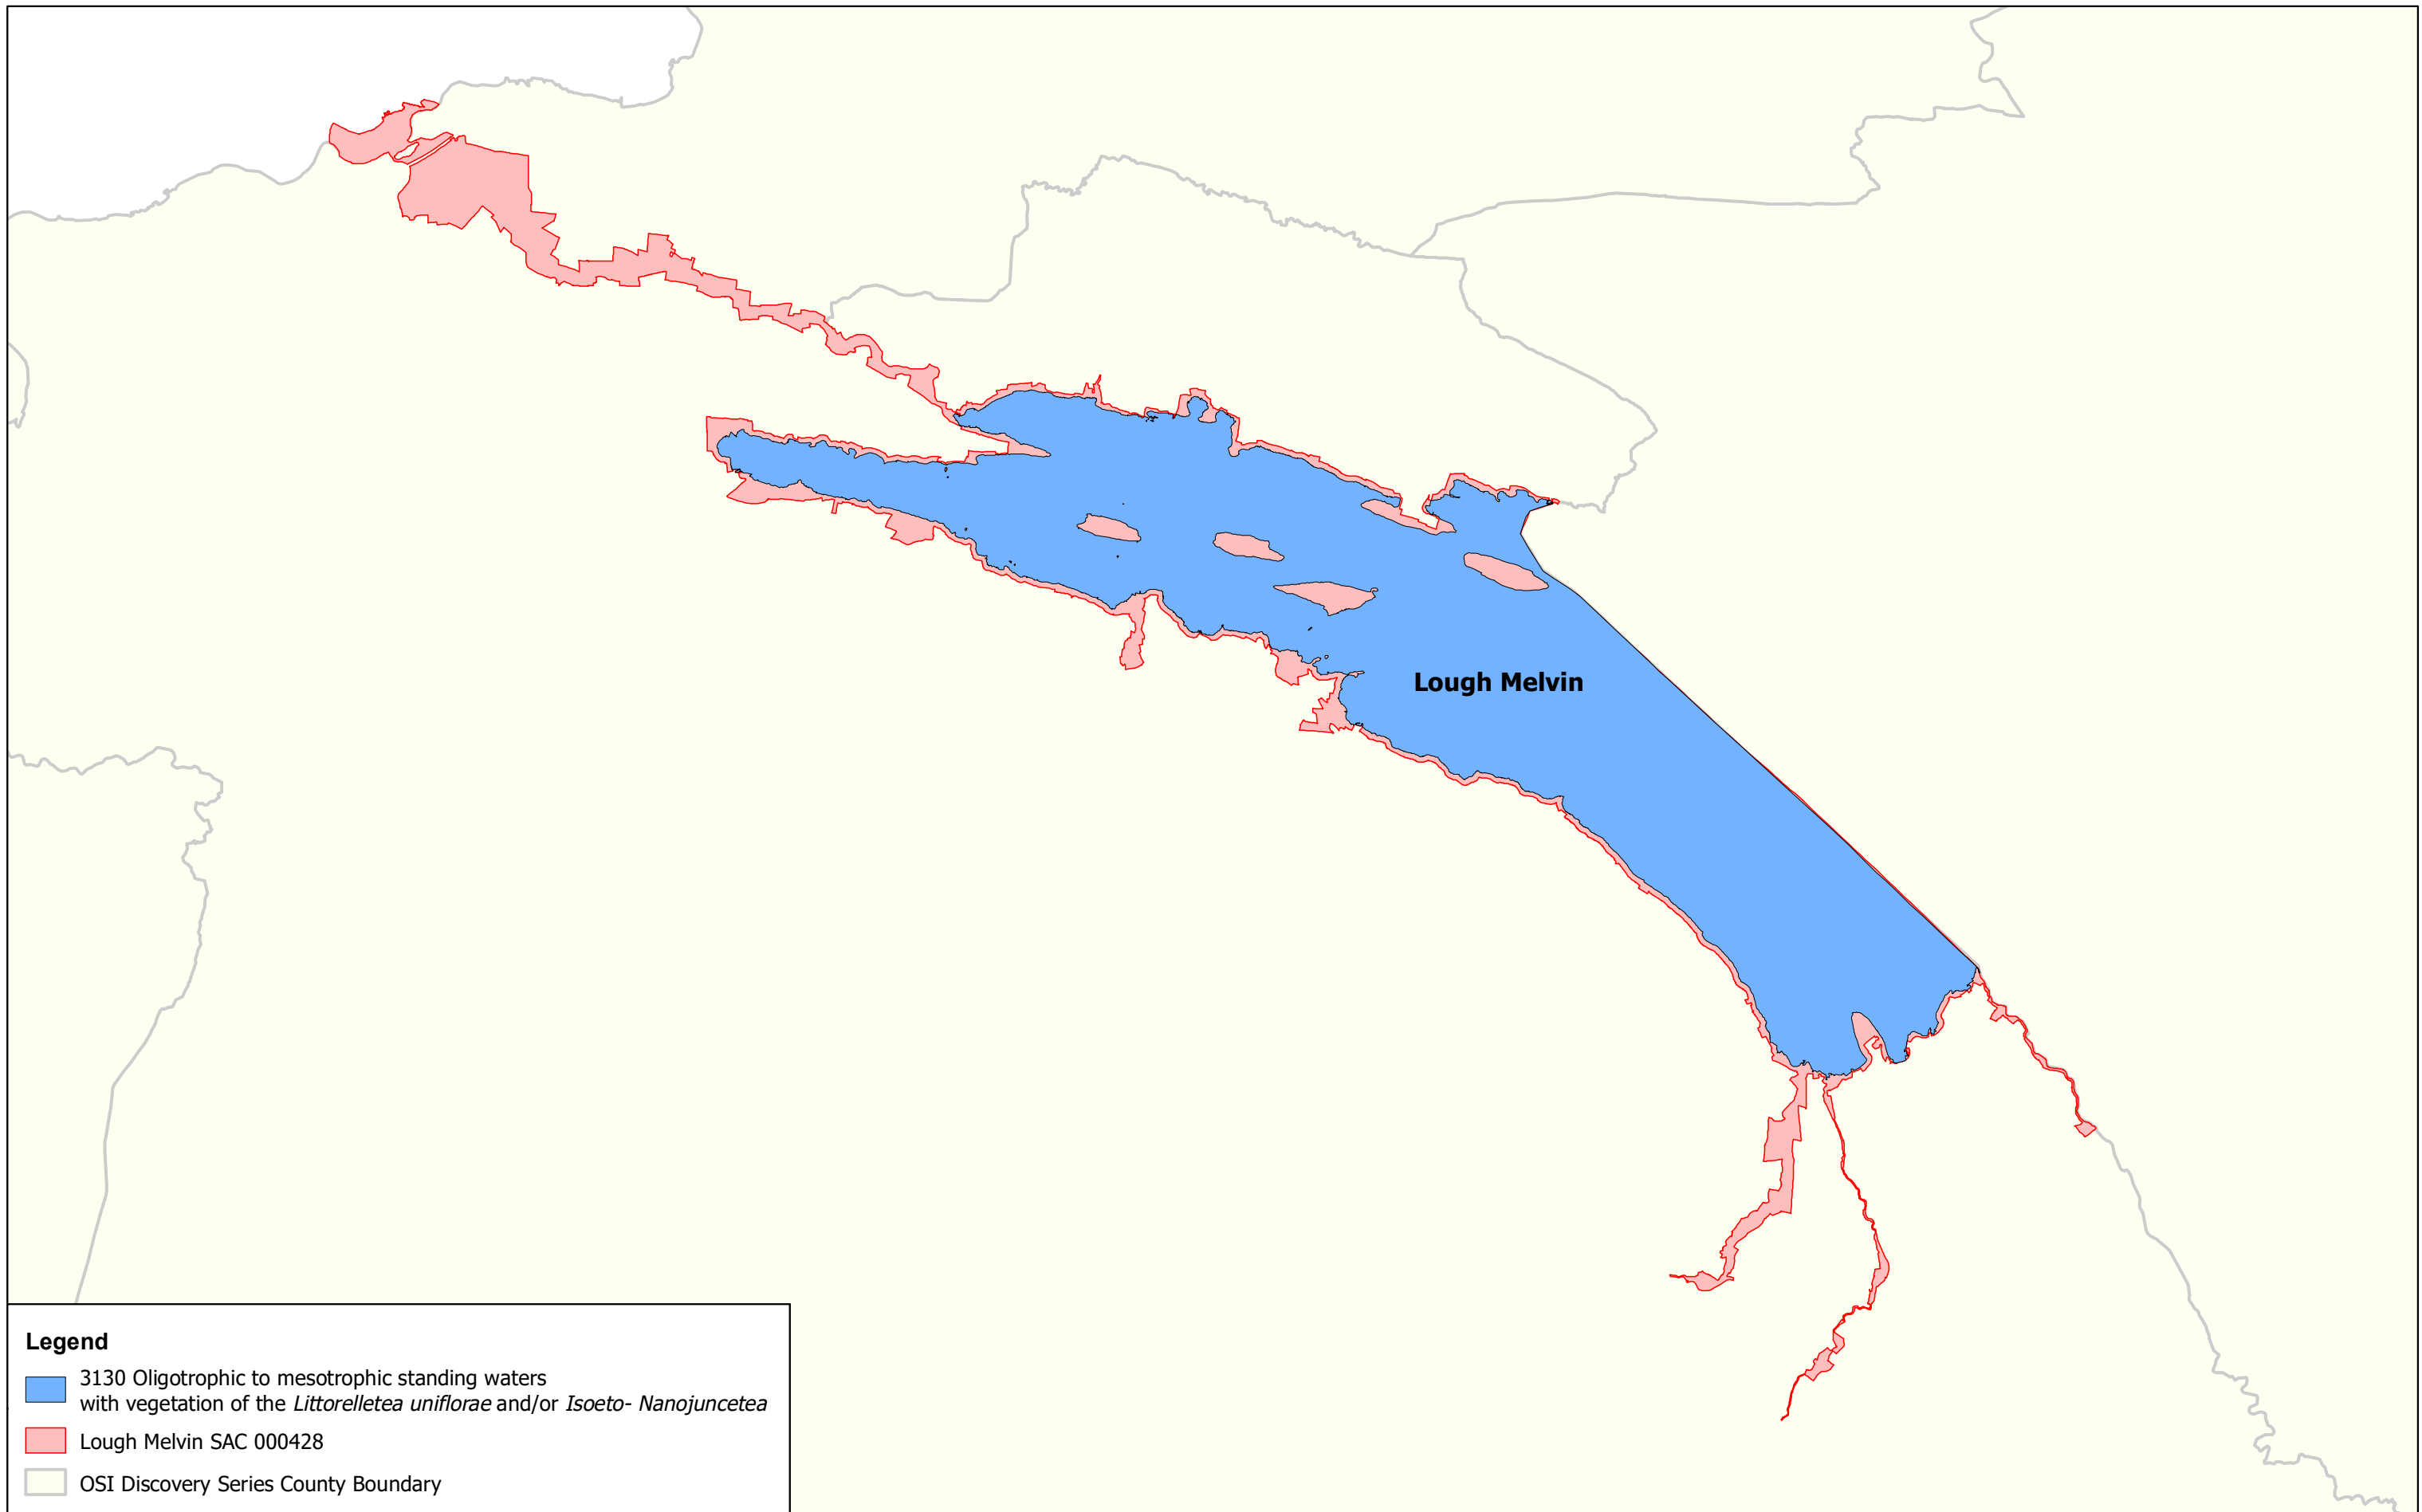 Lough Melvin
Legend
3130 Oligotrophic to mesotrophic standing waters
with vegetation of the Littorelletea uniflorae and/or Isoeto- Nanojuncetea
Lough Melvin SAC 000428
OSI Discovery Series County Boundary